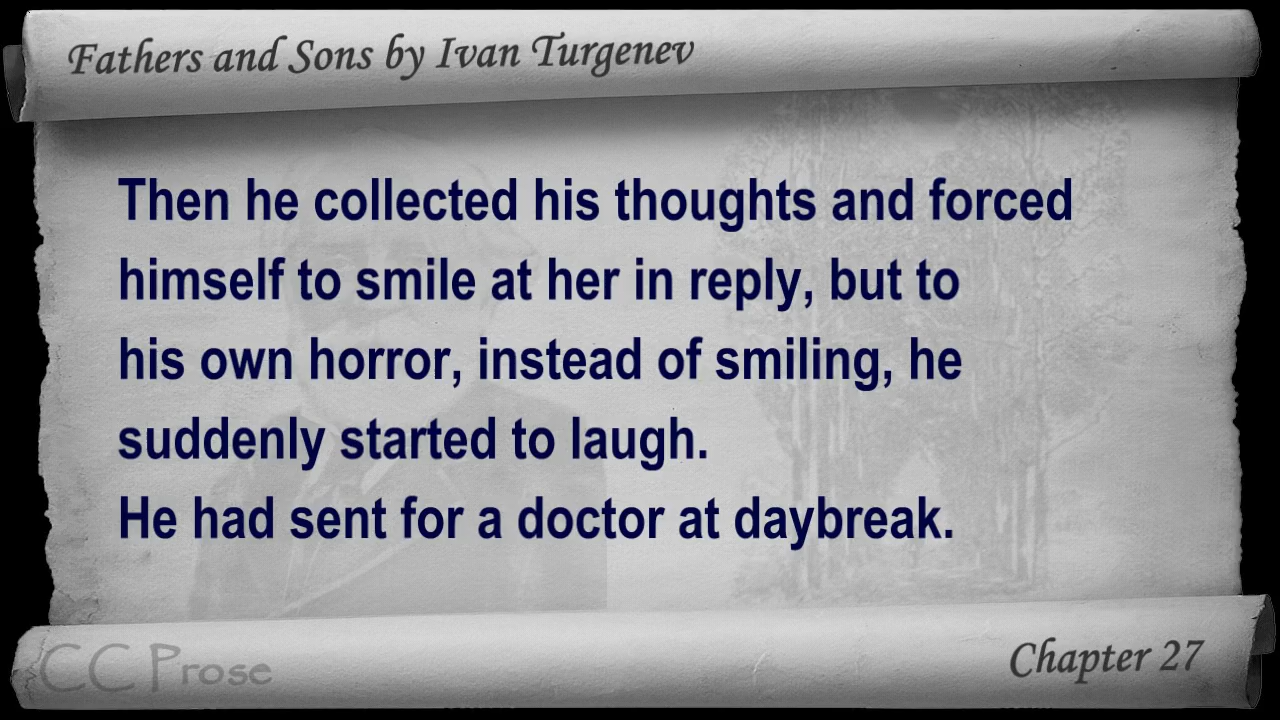 Fathers and Sons by Ivan Turgenev
Then he collected his thoughts and forced
himself to smile at her in reply, but to
his own horror, instead of smiling, he
suddenly started to laugh.
He had sent for a doctor at daybreak.
CC Prose
Chapter 27